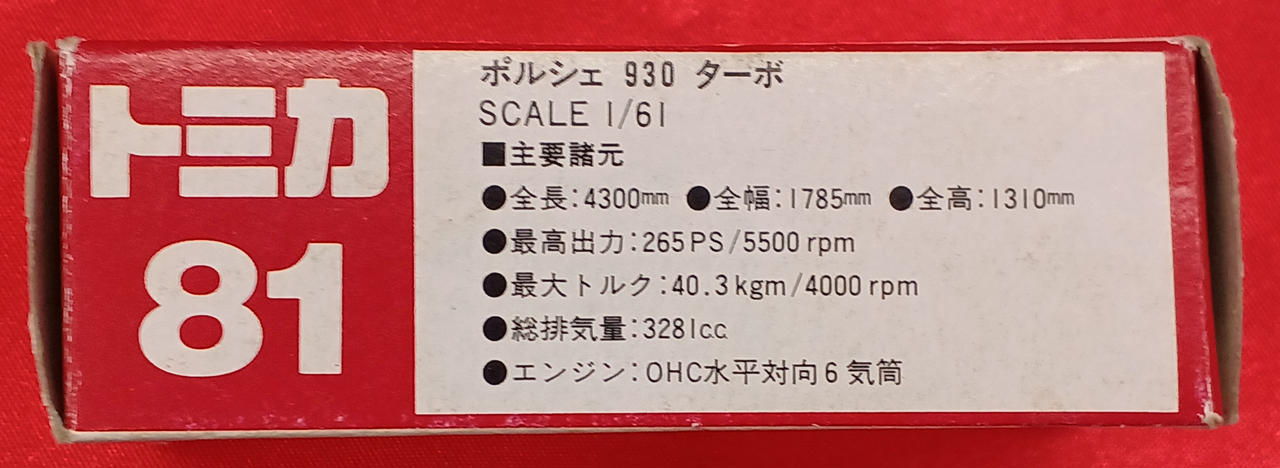 トミカ
81
ポルシェ 930 ターボ
SCALE 1/61
■主要諸元
●全長:4300mm ●全幅:1785mm ●全高:1310mm
●最高出力:265PS/5500rpm
●最大トルク:40.3kgm/4000rpm
●総排気量:3281c.c.
●エンジン:OHC水平対向6気筒